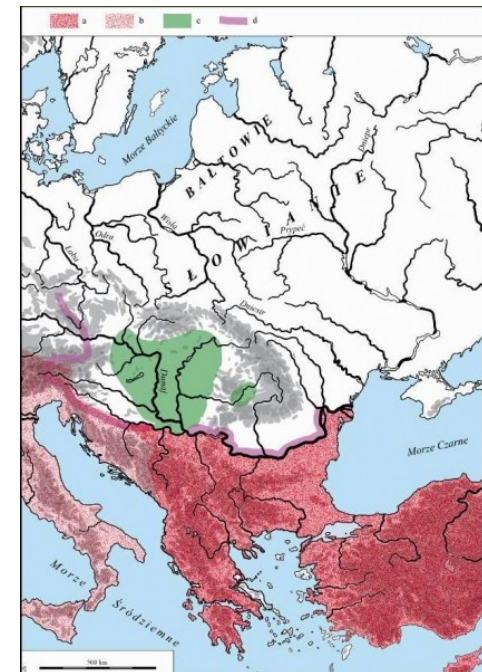 a b c d
Morze Bałtyckie
BAŁTOWIE
SŁOWIANIE
Dniepr
Prypeć
Wisła
Odra
Łaba
Dniestr
Dunaj
Morze Czarne
Morze Śródziemne
300 km